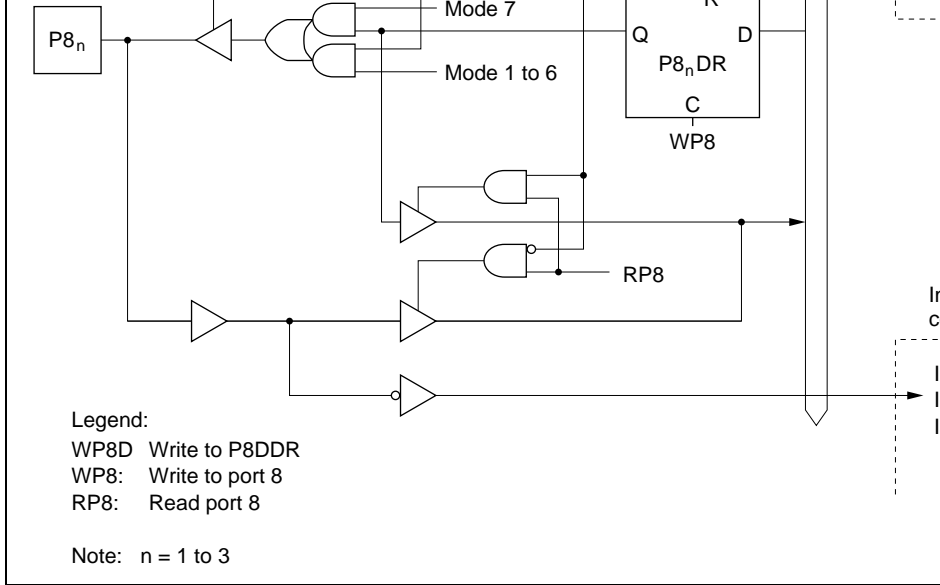 R
Mode 7
P8n
Q
D
P8nDR
Mode 1 to 6
C
WP8
RP8
Legend:
WP8D Write to P8DDR
WP8: Write to port 8
RP8: Read port 8
Note: n = 1 to 3